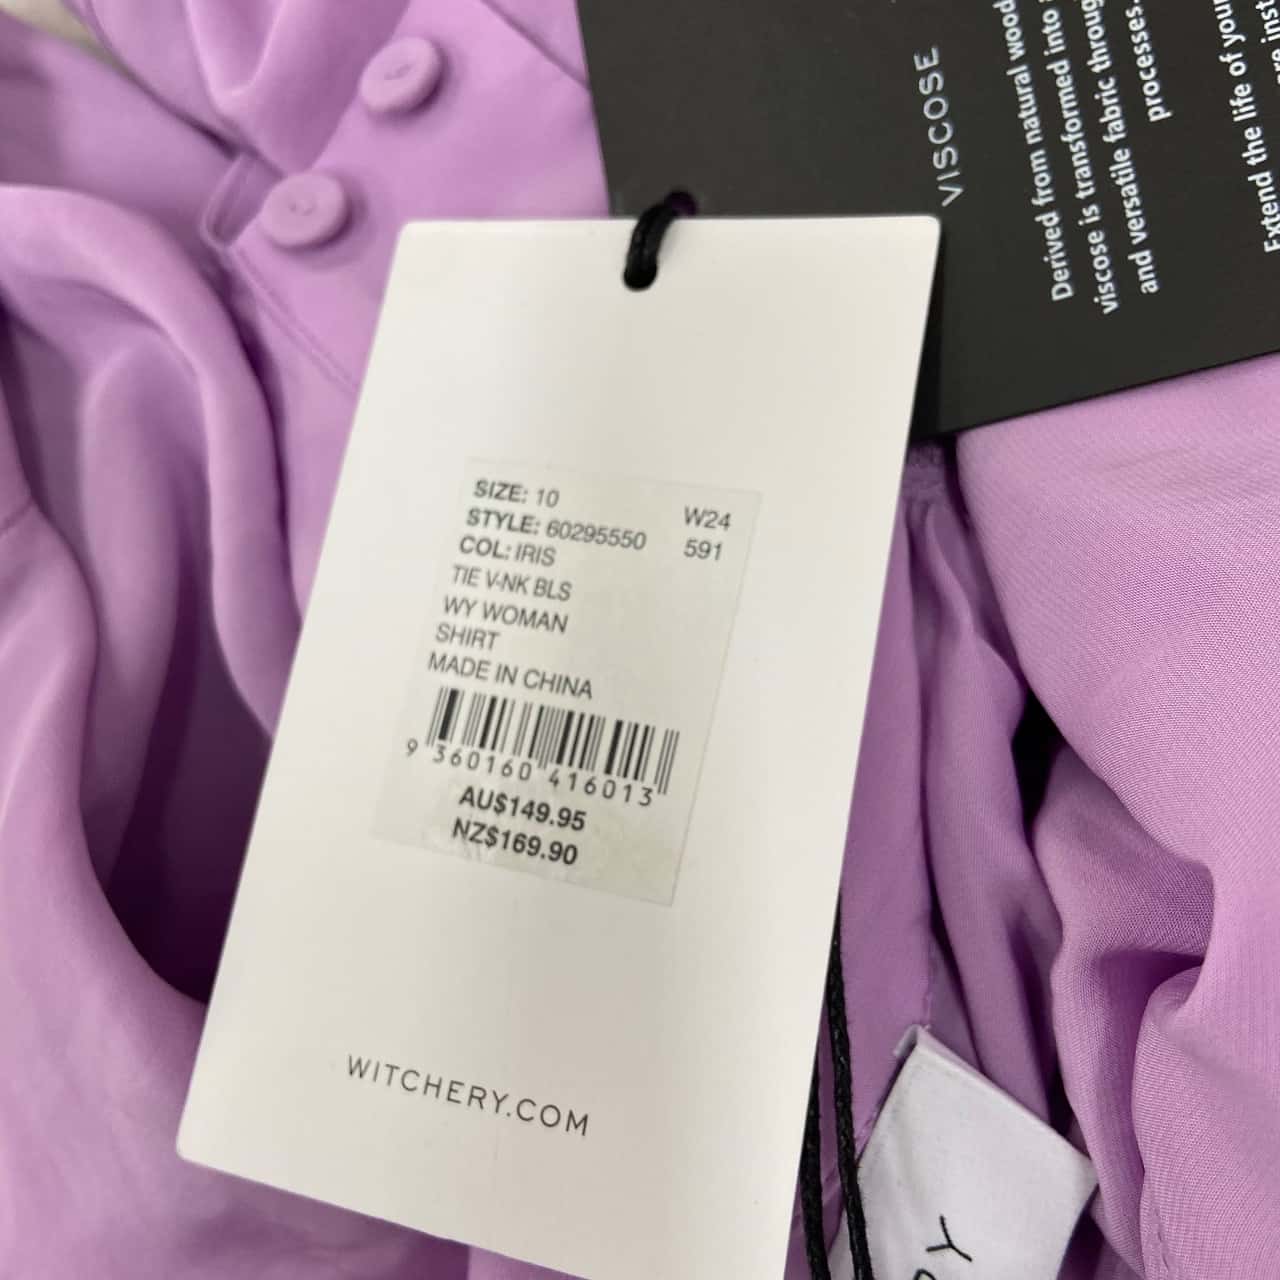 VISCOSE
Derived from natural wood
viscose is transformed into
and versatile fabric throug
processes.
Extend the life of your
SIZE: 10
W24
STYLE: 60295550
591
COL: IRIS
TIE V-NK BLS
WY WOMAN
SHIRT
MADE IN CHINA
9 360160 416013
AU$149.95
NZ$169.90
WITCHERY.COM
RY